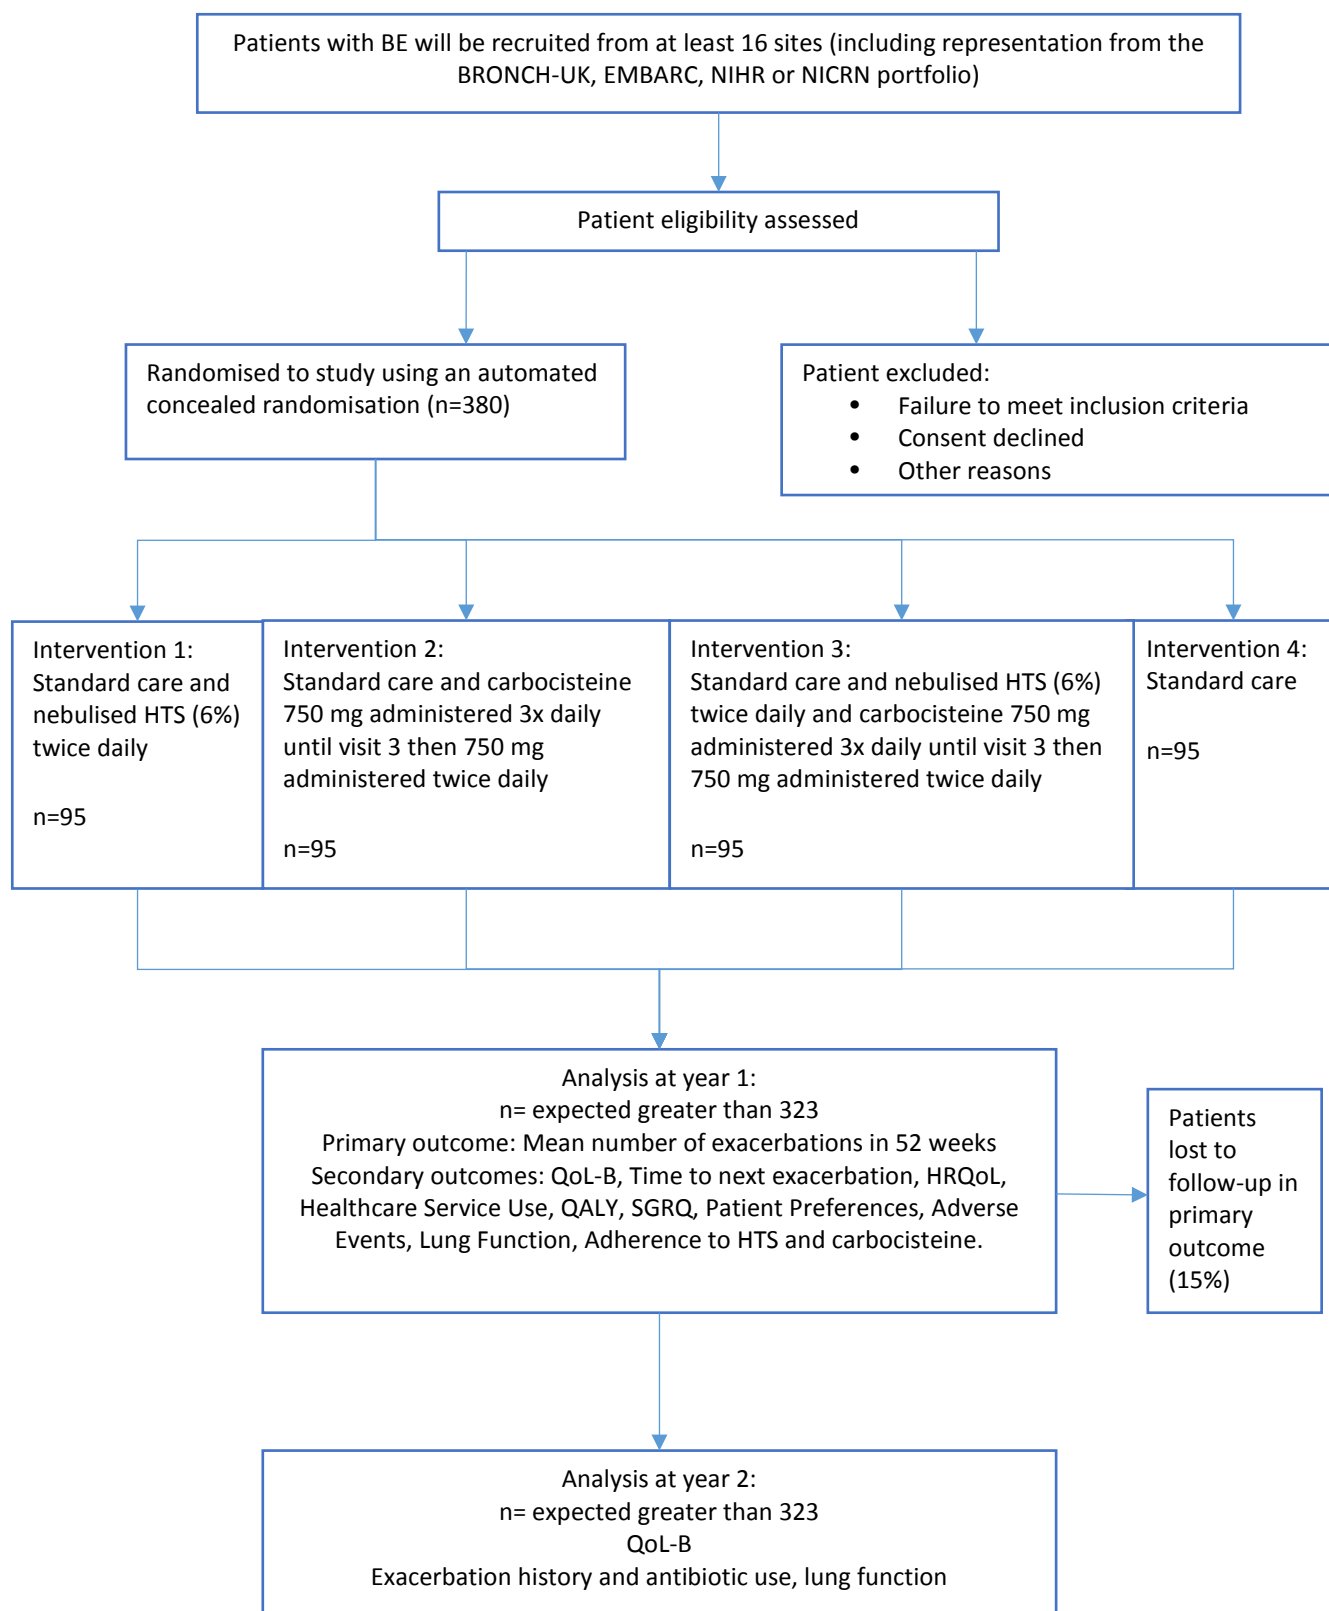 Patients with BE will be recruited from at least 16 sites (including representation from the
BRONCH-UK, EMBARC, NIHR or NICRN portfolio)
Patient eligibility assessed
Randomised to study using an automated
concealed randomisation (n=380)
Patient excluded:
▪ Failure to meet inclusion criteria
• Consent declined
▪ Other reasons
Intervention 1:
Standard care and
nebulised HTS (6%)
twice daily
n=95
Intervention 2:
Standard care and carbocisteine
750 mg administered 3x daily
until visit 3 then 750 mg
administered twice daily
n=95
Intervention 3:
Standard care and nebulised HTS (6%)
twice daily and carbocisteine 750 mg
administered 3x daily until visit 3 then
750 mg administered twice daily
n=95
Intervention 4:
Standard care
n=95
Analysis at year 1:
n= expected greater than 323
Primary outcome: Mean number of exacerbations in 52 weeks
Secondary outcomes: QoL-B, Time to next exacerbation, HRQoL,
Healthcare Service Use, QALY, SGRQ, Patient Preferences, Adverse
Events, Lung Function, Adherence to HTS and carbocisteine.
Patients
lost to
follow-up in
primary
outcome
(15%)
Analysis at year 2:
n= expected greater than 323
QoL-B
Exacerbation history and antibiotic use, lung function